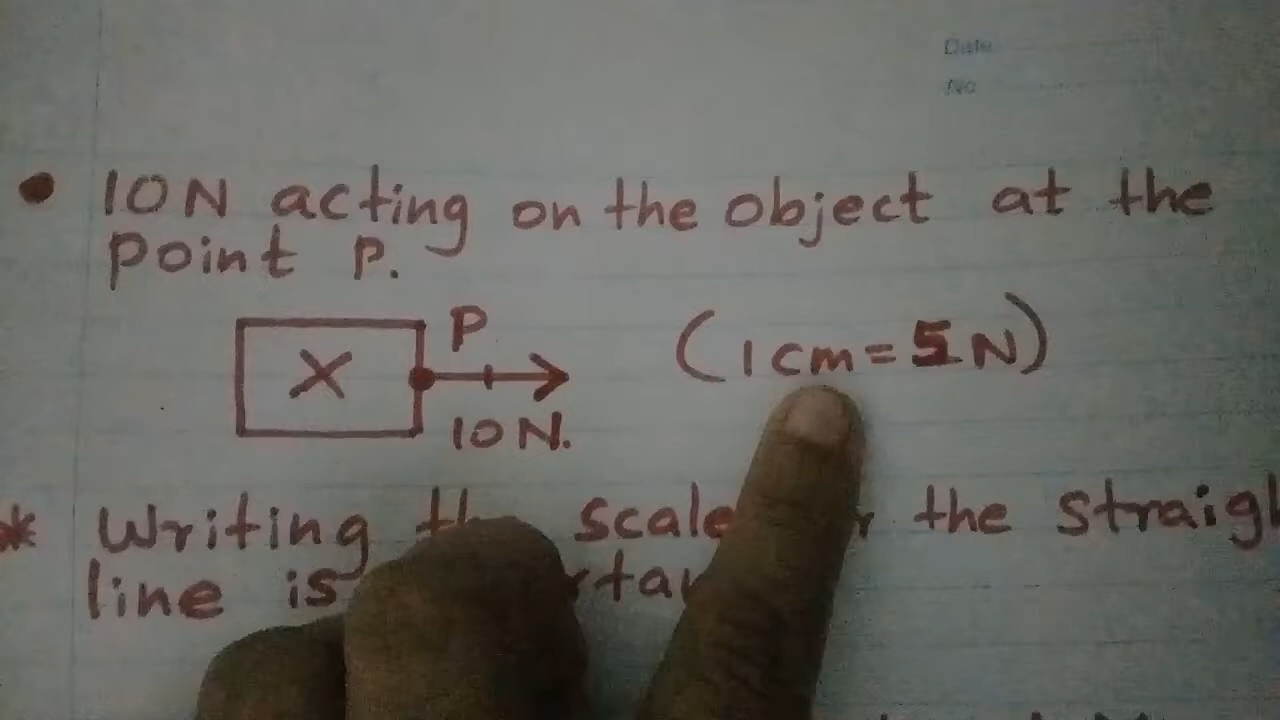 Date
No
• 10N acting on the object at the
point P.
P
X
(1cm = 5N)
10N.
* Writing the scale the
line is